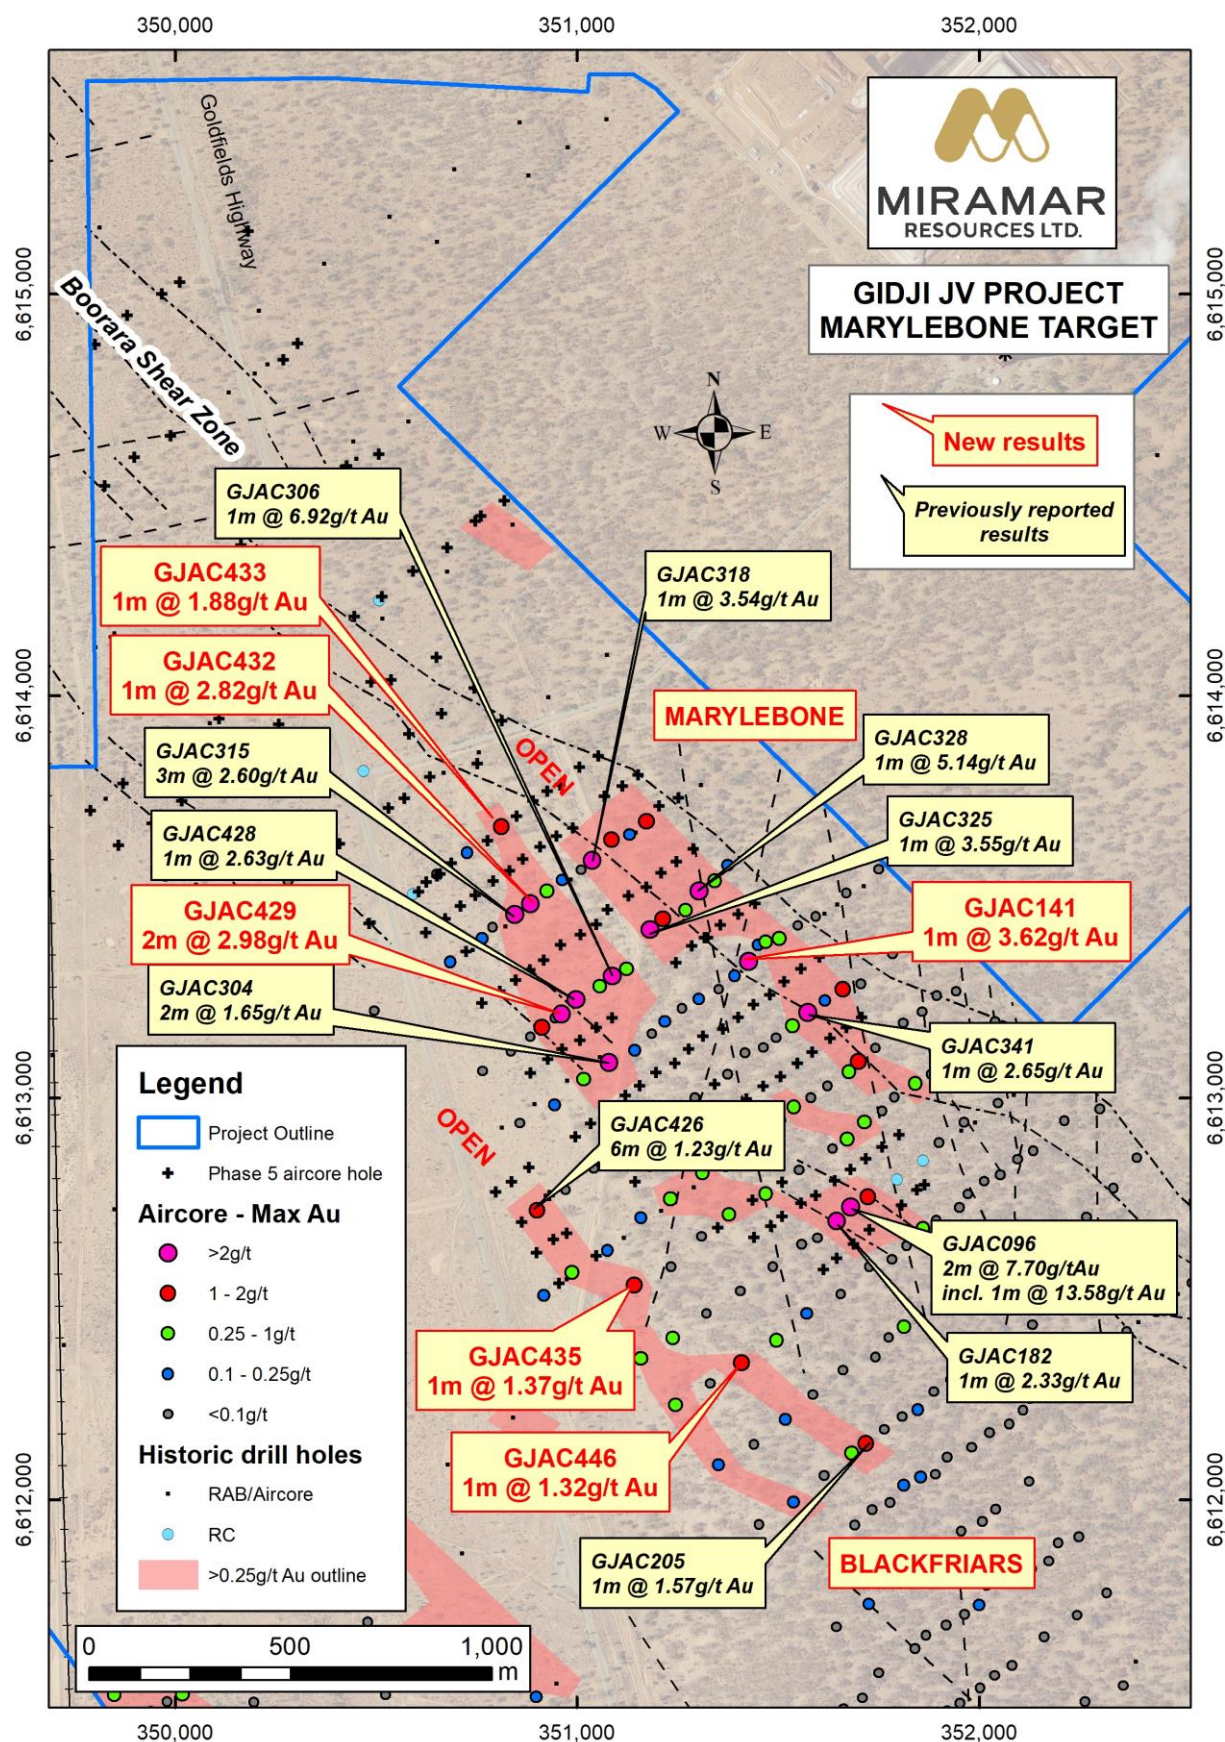 350,000
351,000
352,000
Goldfields Highway
MIRAMAR
RESOURCES LTD.
GIDJI JV PROJECT
MARYLEBONE TARGET
6,615,000
6,615,000
Boorara Shear Zone
N
W
E
S
New results
Previously reported
results
GJAC306
1m @ 6.92g/t Au
GJAC433
1m @ 1.88g/t Au
GJAC318
1m @ 3.54g/t Au
GJAC432
1m @ 2.82g/t Au
6,614,000
6,614,000
MARYLEBONE
OPEN
GJAC315
3m @ 2.60g/t Au
GJAC328
1m @ 5.14g/t Au
GJAC428
1m @ 2.63g/t Au
GJAC325
1m @ 3.55g/t Au
GJAC429
2m @ 2.98g/t Au
GJAC141
1m @ 3.62g/t Au
GJAC304
2m @ 1.65g/t Au
GJAC341
1m @ 2.65g/t Au
6,613,000
6,613,000
OPEN
GJAC426
6m @ 1.23g/t Au
GJAC096
2m @ 7.70g/tAu
incl. 1m @ 13.58g/t Au
GJAC435
1m @ 1.37g/t Au
GJAC182
1m @ 2.33g/t Au
GJAC446
1m @ 1.32g/t Au
6,612,000
6,612,000
GJAC205
1m @ 1.57g/t Au
BLACKFRIARS
Legend
Project Outline
Phase 5 aircore hole
Aircore - Max Au
>2g/t
1 - 2g/t
0.25 - 1g/t
0.1 - 0.25g/t
<0.1g/t
Historic drill holes
RAB/Aircore
RC
>0.25g/t Au outline
0
500
1,000
m
350,000
351,000
352,000